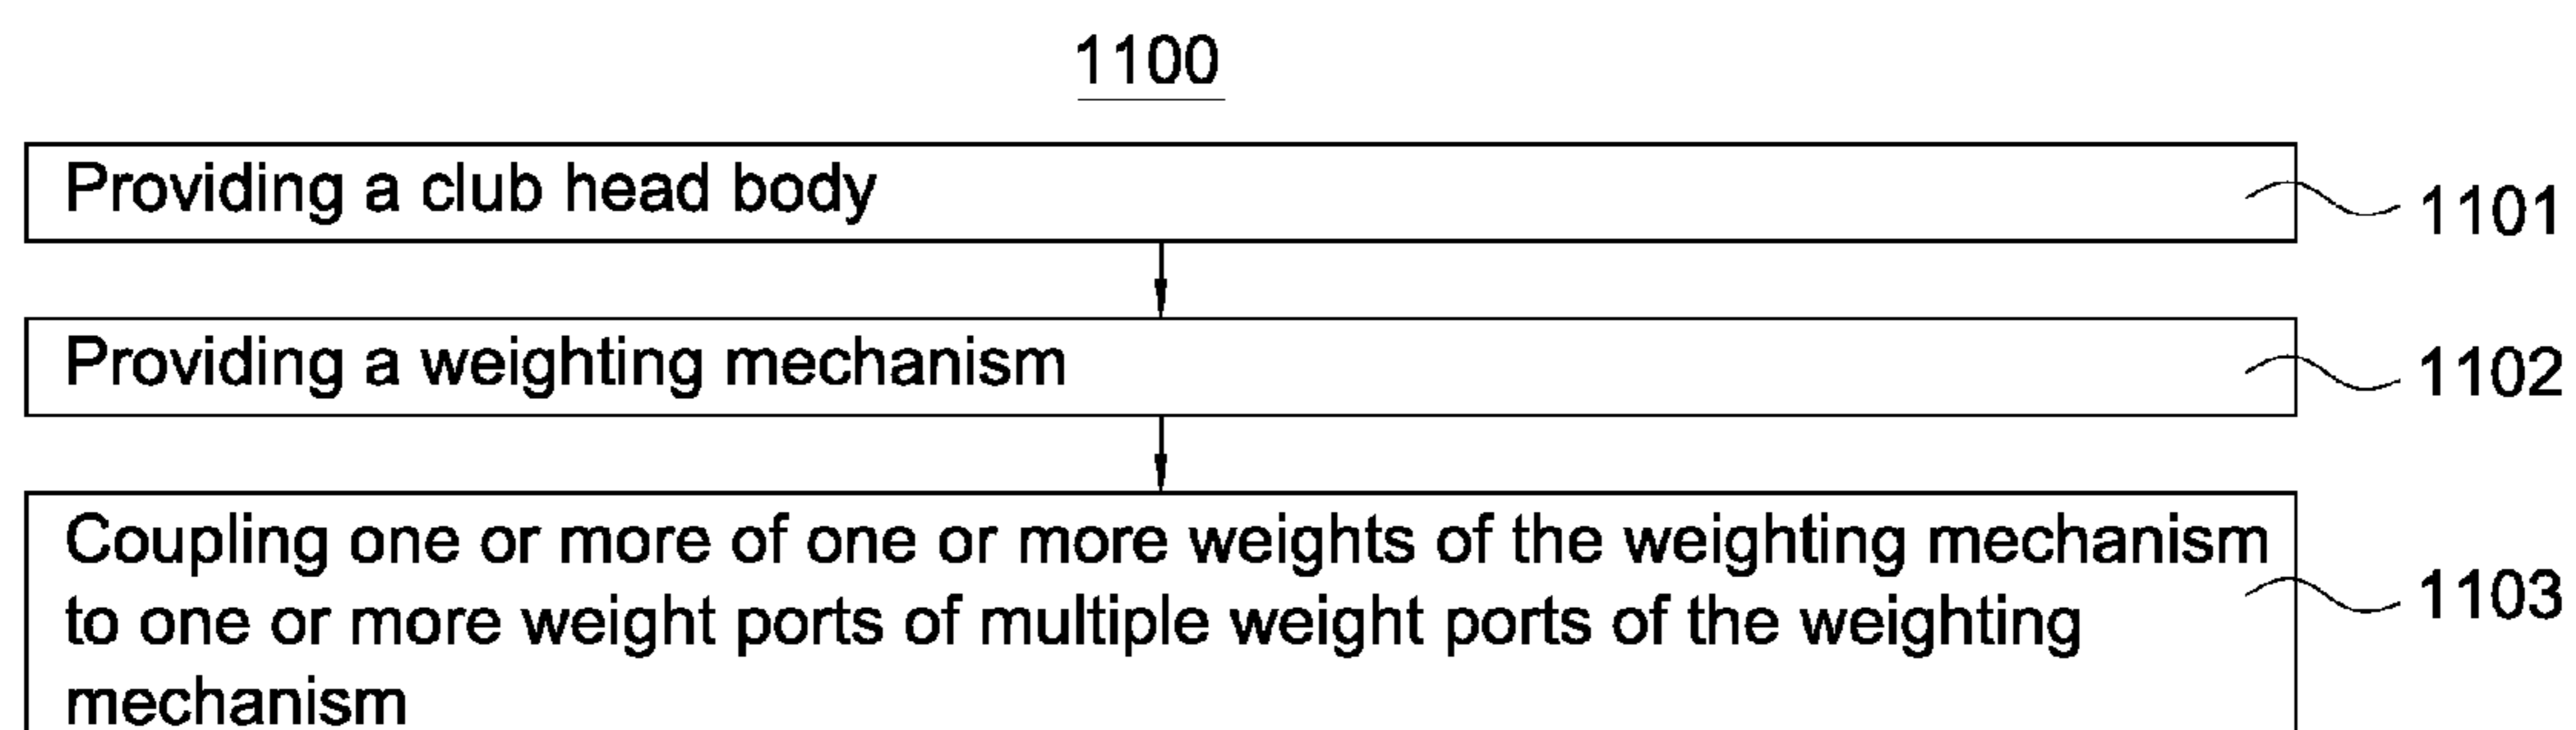 1100
Providing a club head body
1101
Providing a weighting mechanism
1102
Coupling one or more of one or more weights of the weighting mechanism
to one or more weight ports of multiple weight ports of the weighting
mechanism
1103